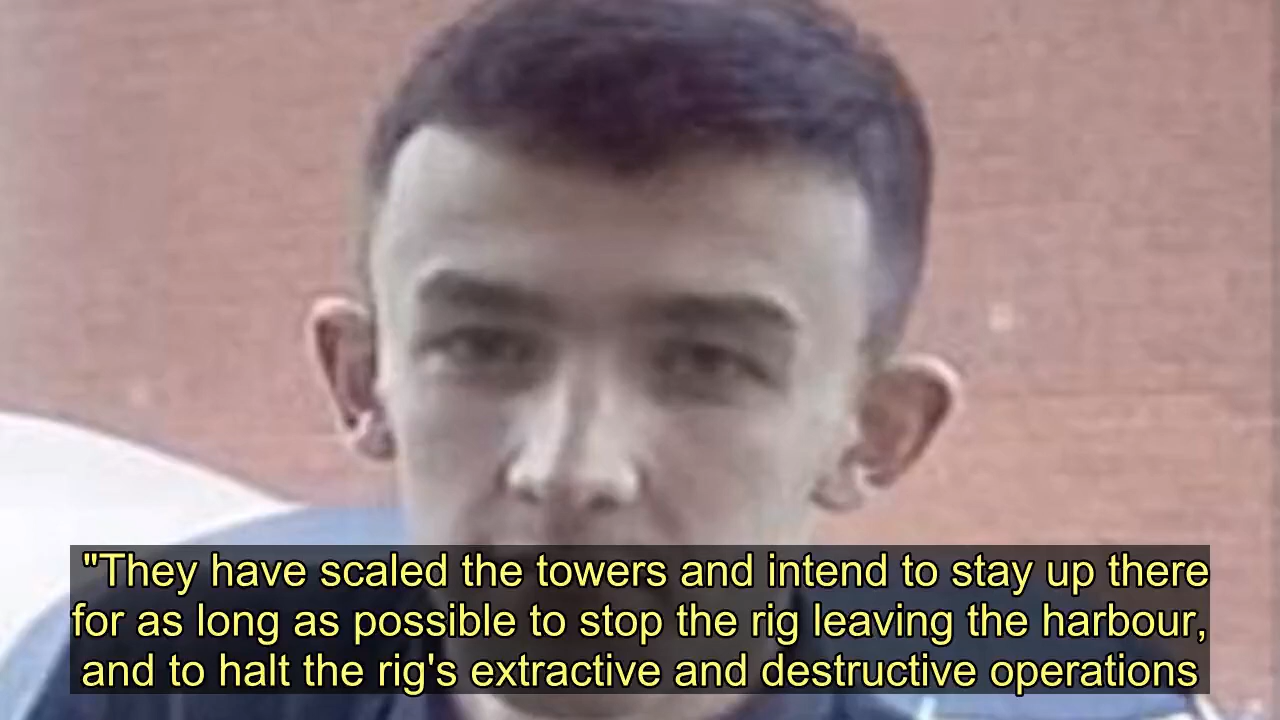 "They have scaled the towers and intend to stay up there
for as long as possible to stop the rig leaving the harbour,
and to halt the rig's extractive and destructive operations